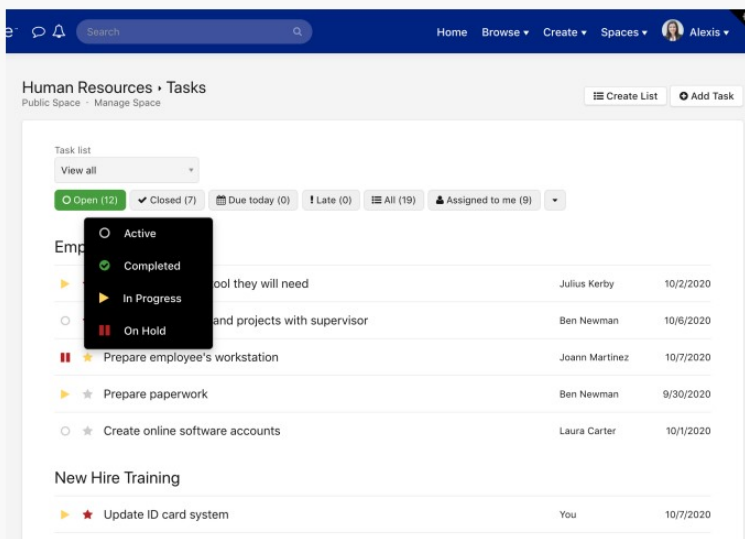 Search
Home Browse Create Spaces Alexis
Human Resources › Tasks
Public Space · Manage Space
Create List Add Task
Task list
View all
Open (12) Closed (7) Due today (0) Late (0) All (19) Assigned to me (9)
Active
Completed
In Progress
On Hold
Emp
ool they will need Julius Kerby 10/2/2020
and projects with supervisor Ben Newman 10/6/2020
Prepare employee's workstation Joann Martinez 10/7/2020
Prepare paperwork Ben Newman 9/30/2020
Create online software accounts Laura Carter 10/1/2020
New Hire Training
Update ID card system You 10/7/2020